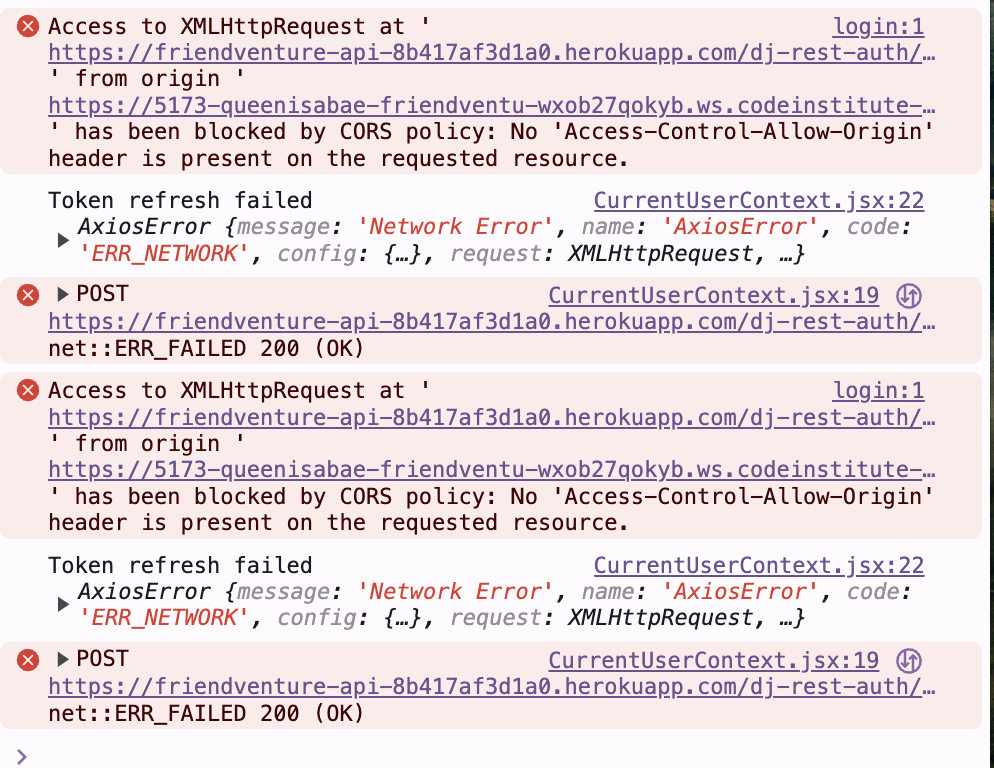 Access to XMLHttpRequest at ' login:1
https://friendventure-api-8b417af3d1a0.herokuapp.com/dj-rest-auth/…
' from origin '
https://5173-queenisabae-friendventu-wxob27qokyb.ws.codeinstitute-…
' has been blocked by CORS policy: No 'Access-Control-Allow-Origin'
header is present on the requested resource.
Token refresh failed CurrentUserContext.jsx:22
AxiosError {message: 'Network Error', name: 'AxiosError', code:
'ERR_NETWORK', config: {…}, request: XMLHttpRequest, …}
POST CurrentUserContext.jsx:19
https://friendventure-api-8b417af3d1a0.herokuapp.com/dj-rest-auth/…
net::ERR_FAILED 200 (OK)
Access to XMLHttpRequest at ' login:1
https://friendventure-api-8b417af3d1a0.herokuapp.com/dj-rest-auth/…
' from origin '
https://5173-queenisabae-friendventu-wxob27qokyb.ws.codeinstitute-…
' has been blocked by CORS policy: No 'Access-Control-Allow-Origin'
header is present on the requested resource.
Token refresh failed CurrentUserContext.jsx:22
AxiosError {message: 'Network Error', name: 'AxiosError', code:
'ERR_NETWORK', config: {…}, request: XMLHttpRequest, …}
POST CurrentUserContext.jsx:19
https://friendventure-api-8b417af3d1a0.herokuapp.com/dj-rest-auth/…
net::ERR_FAILED 200 (OK)